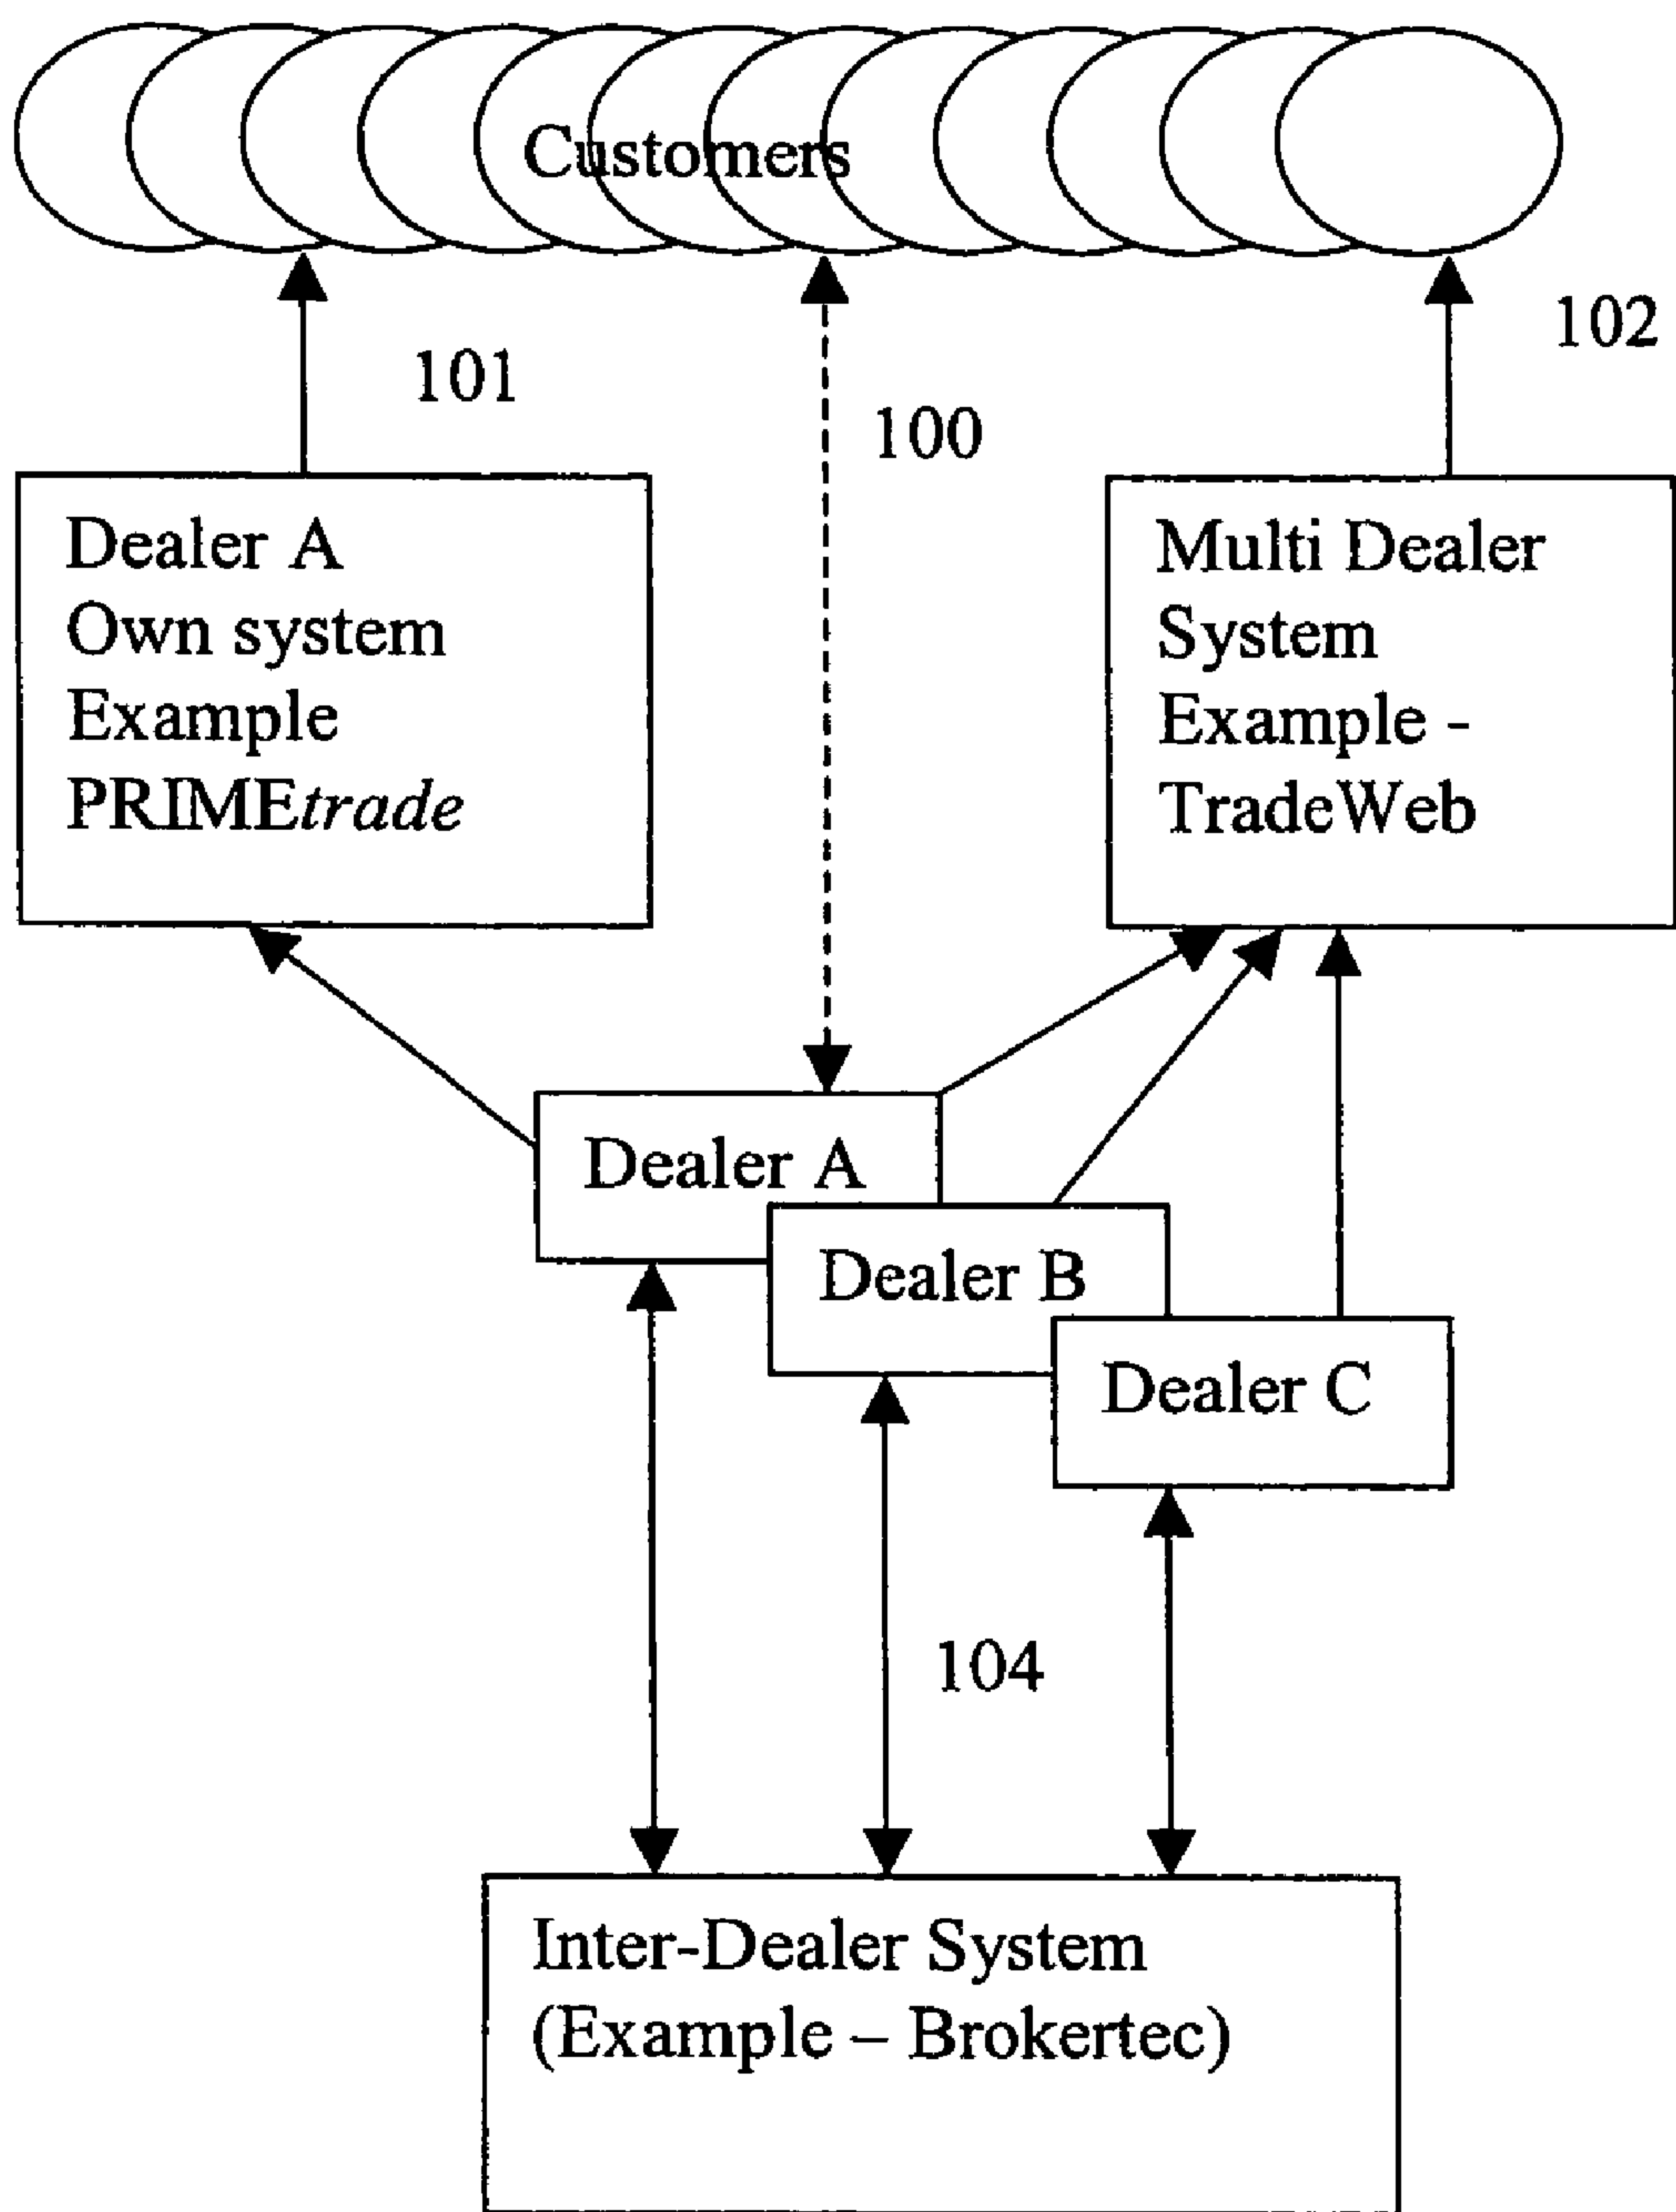 Customers
102
101
100
Dealer A
Own system
Example
PRIMEtrade
Multi Dealer
System
Example -
TradeWeb
Dealer A
Dealer B
Dealer C
104
Inter-Dealer System
(Example – Brokertec)